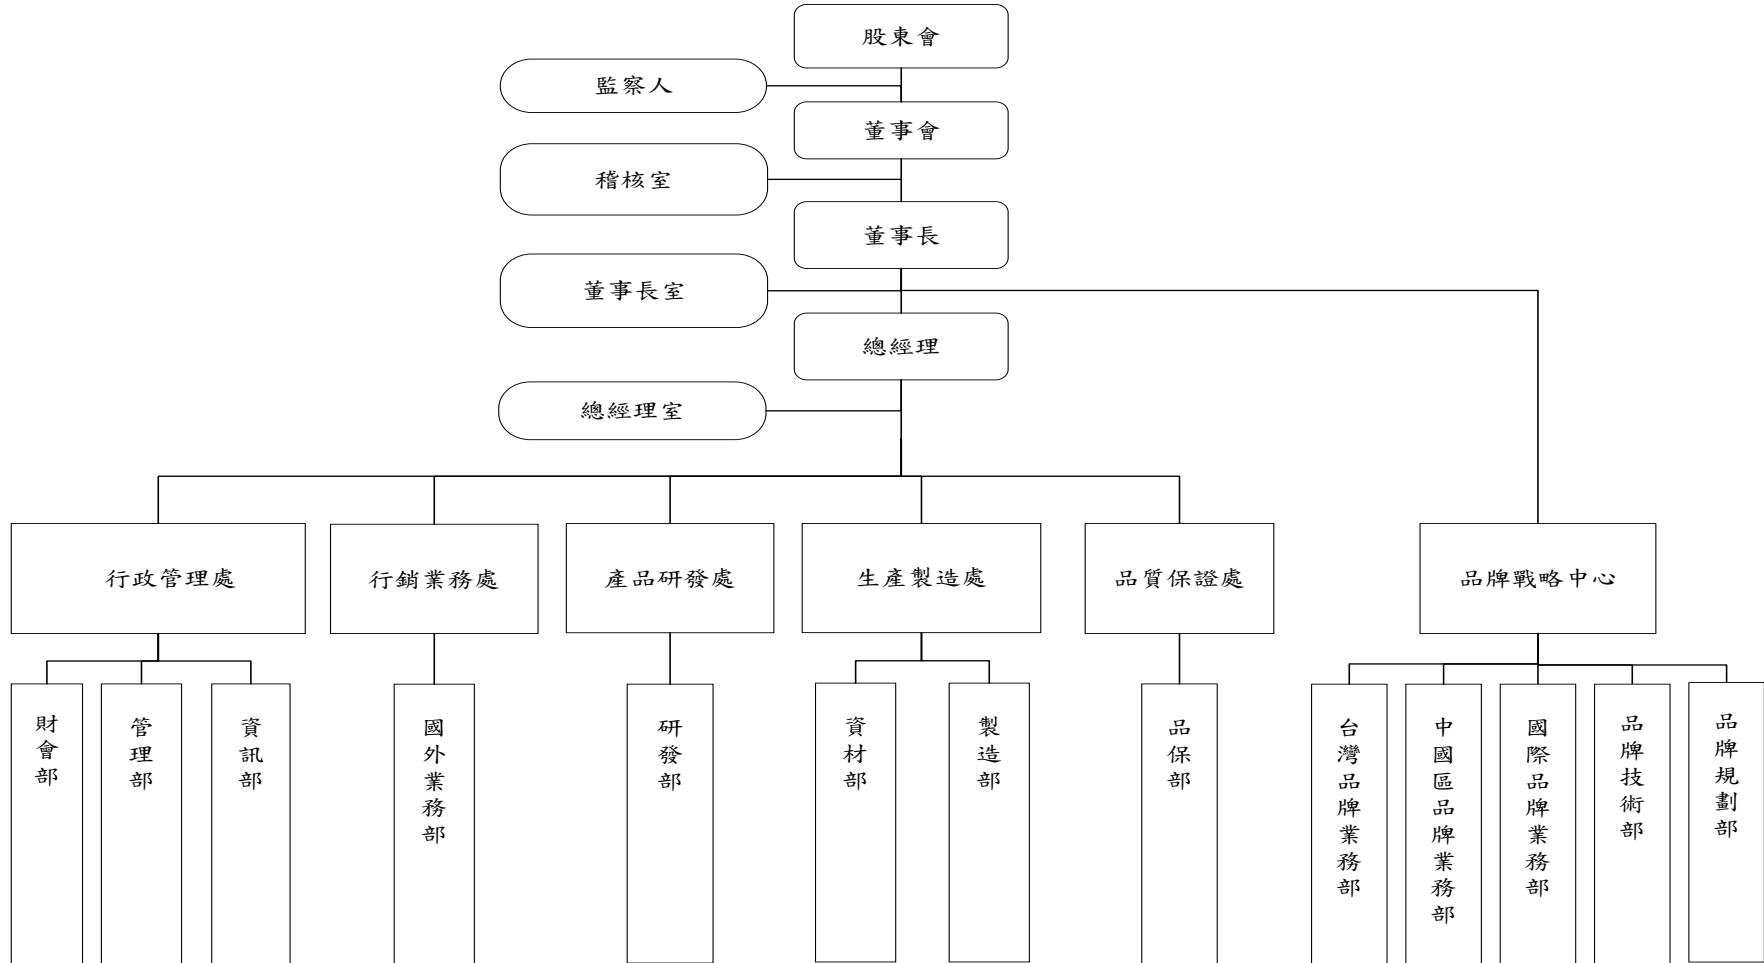 股東會
監察人
董事會
稽核室
董事長
董事長室
總經理
總經理室
行政管理處
行銷業務處
產品研發處
生產製造處
品質保證處
品牌戰略中心
財會部
管理部
資訊部
國外業務部
研發部
資材部
製造部
品保部
台灣品牌業務部
中國區品牌業務部
國際品牌業務部
品牌技術部
品牌規劃部